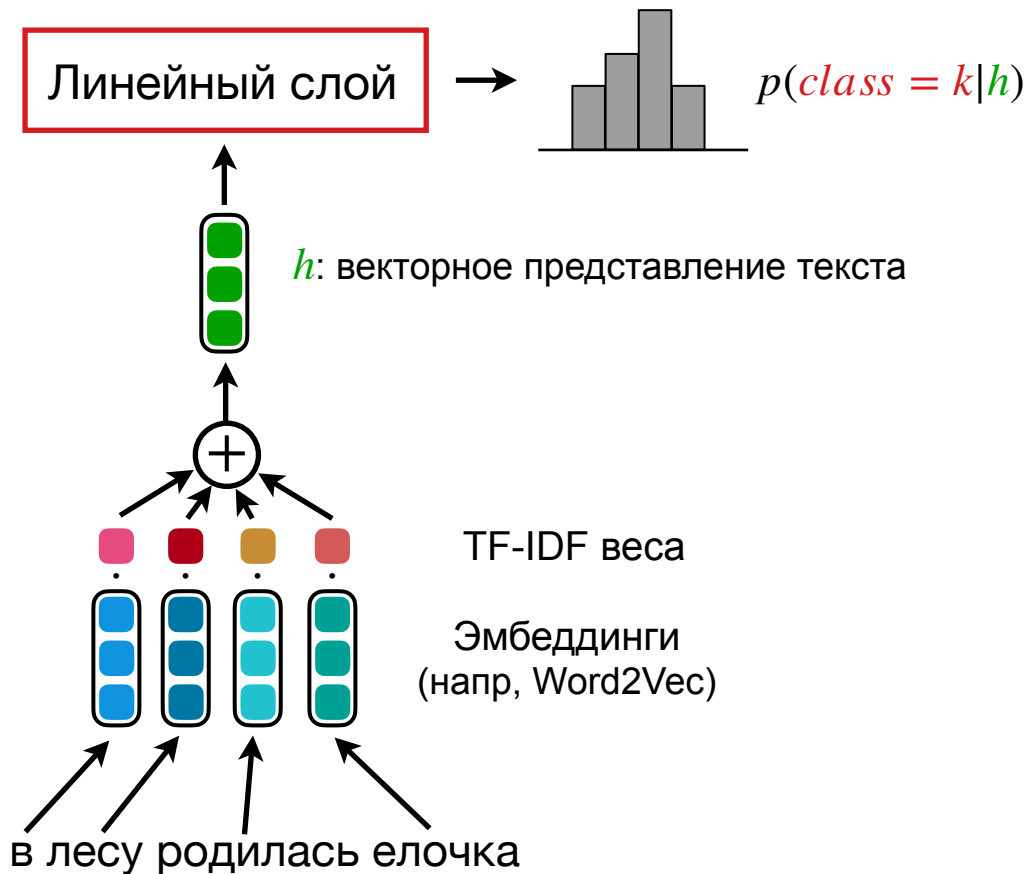 Линейный слой
p(class = k|h)
h: векторное представление текста
TF-IDF веса
Эмбеддинги
(напр, Word2Vec)
в лесу родилась елочка